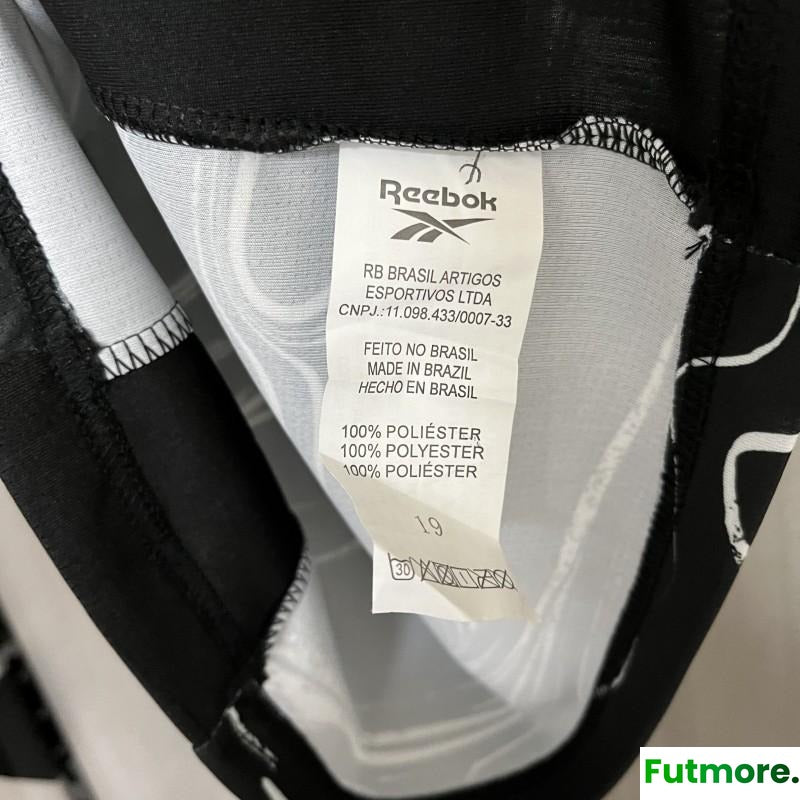 Reebok
RB BRASIL ARTIGOS
ESPORTIVOS LTDA
CNPJ.:11.098.433/0007-33
FEITO NO BRASIL
MADE IN BRAZIL
HECHO EN BRASIL
100% POLIÉSTER
100% POLYESTER
100% POLIÉSTER
19
30
Futmore.